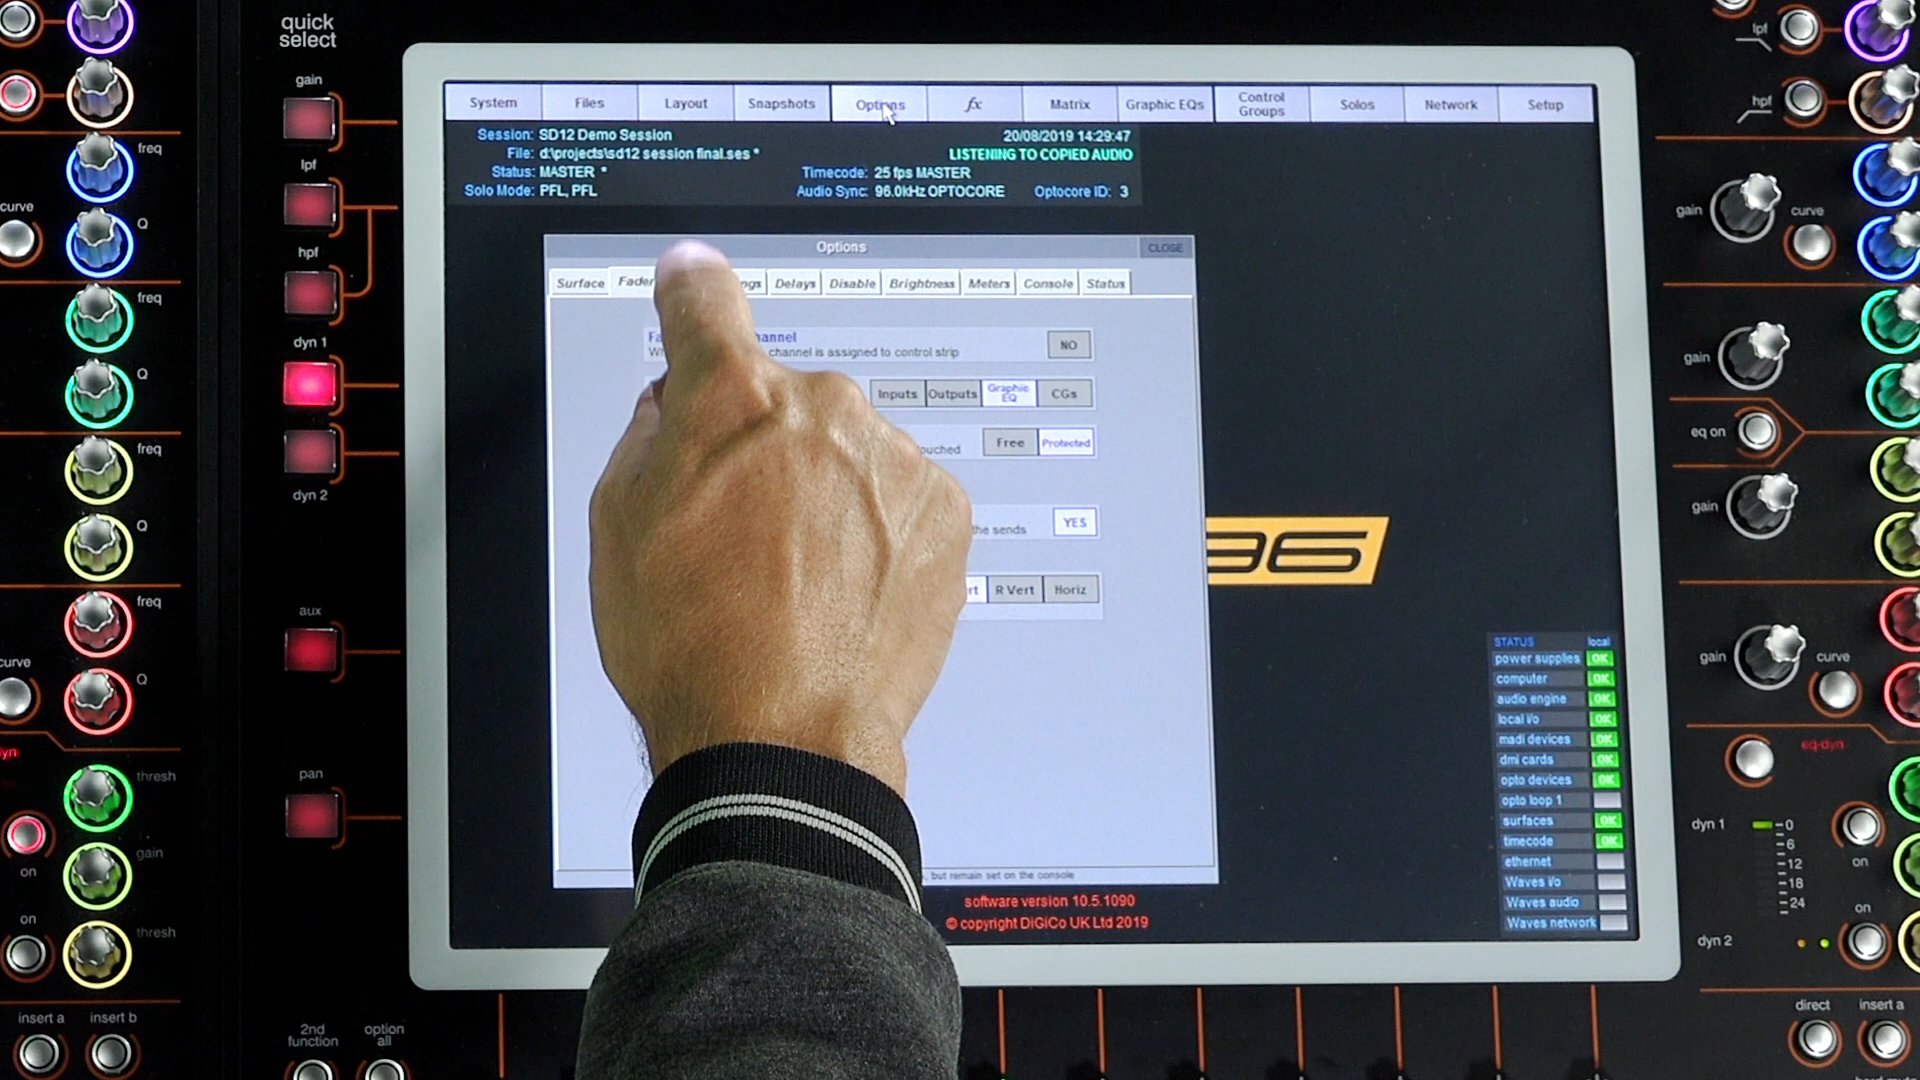 quick
select
gain
lpf
hpf
dyn 1
dyn 2
aux
pan
2nd
function
option
all
curve
freq
Q
freq
Q
freq
Q
freq
Q
curve
thresh
gain
thresh
on
on
insert a
insert b
System
Files
Layout
Snapshots
Options
fx
Matrix
Graphic EQs
Control
Groups
Solos
Network
Setup
Session: SD12 Demo Session
20/08/2019 14:29:47
File: d:\projects\sd12 session final.ses *
LISTENING TO COPIED AUDIO
Status: MASTER *
Timecode: 25 fps MASTER
Solo Mode: PFL, PFL
Audio Sync: 96.0kHz OPTOCORE
Optocore ID: 3
Options
CLOSE
Surface
Delays
Disable
Brightness
Meters
Console
Status
channel is assigned to control strip
NO
Inputs
Outputs
Graphic
EQ
CGs
Free
Protected
the sends
YES
R Vert
Horiz
, but remain set on the console
96
software version 10.5.1090
© copyright DiGiCo UK Ltd 2019
STATUS local
power supplies OK
computer OK
audio engine OK
local i/o OK
madi devices OK
dmi cards OK
opto devices OK
opto loop 1
surfaces OK
timecode OK
ethernet
Waves i/o
Waves audio
Waves network
lpf
hpf
gain
curve
gain
eq on
gain
gain
curve
eq-dyn
dyn 1
0
6
12
18
24
on
on
dyn 2
direct
insert a